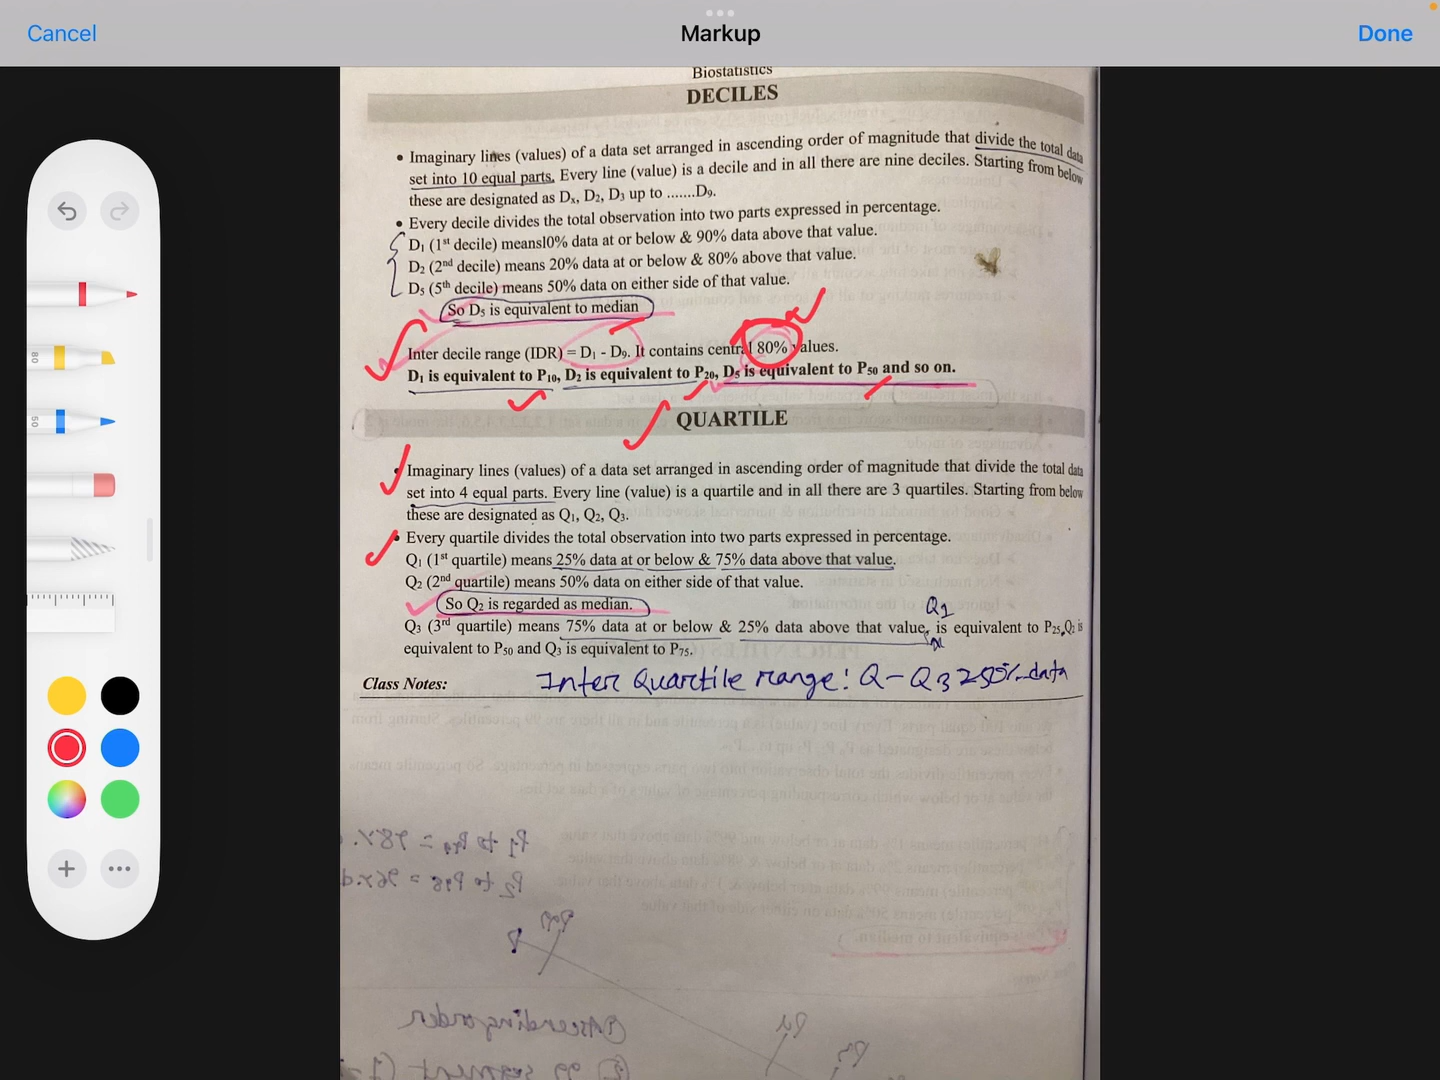 Cancel
Markup
Done
Biostatistics
DECILES
• Imaginary lines (values) of a data set arranged in ascending order of magnitude that divide the total data
set into 10 equal parts. Every line (value) is a decile and in all there are nine deciles. Starting from below
these are designated as Dₓ, D₂, D₃ up to .......D₉.
• Every decile divides the total observation into two parts expressed in percentage.
D₁ (1ˢᵗ decile) meansl0% data at or below & 90% data above that value.
D₂ (2ⁿᵈ decile) means 20% data at or below & 80% above that value.
D₅ (5ᵗʰ decile) means 50% data on either side of that value.
So D₅ is equivalent to median
Inter decile range (IDR) = D₁ - D₉. It contains central 80% values.
D₁ is equivalent to P₁₀, D₂ is equivalent to P₂₀, D₅ is equivalent to P₅₀ and so on.
QUARTILE
• Imaginary lines (values) of a data set arranged in ascending order of magnitude that divide the total data
set into 4 equal parts. Every line (value) is a quartile and in all there are 3 quartiles. Starting from below
these are designated as Q₁, Q₂, Q₃.
• Every quartile divides the total observation into two parts expressed in percentage.
Q₁ (1ˢᵗ quartile) means 25% data at or below & 75% data above that value.
Q₂ (2ⁿᵈ quartile) means 50% data on either side of that value.
So Q₂ is regarded as median.
Q1
Q₃ (3ʳᵈ quartile) means 75% data at or below & 25% data above that value, is equivalent to P₂₅,Q₂ is
equivalent to P₅₀ and Q₃ is equivalent to P₇₅.
Class Notes:
Inter Quartile range: Q - Q3 50% data
80
50